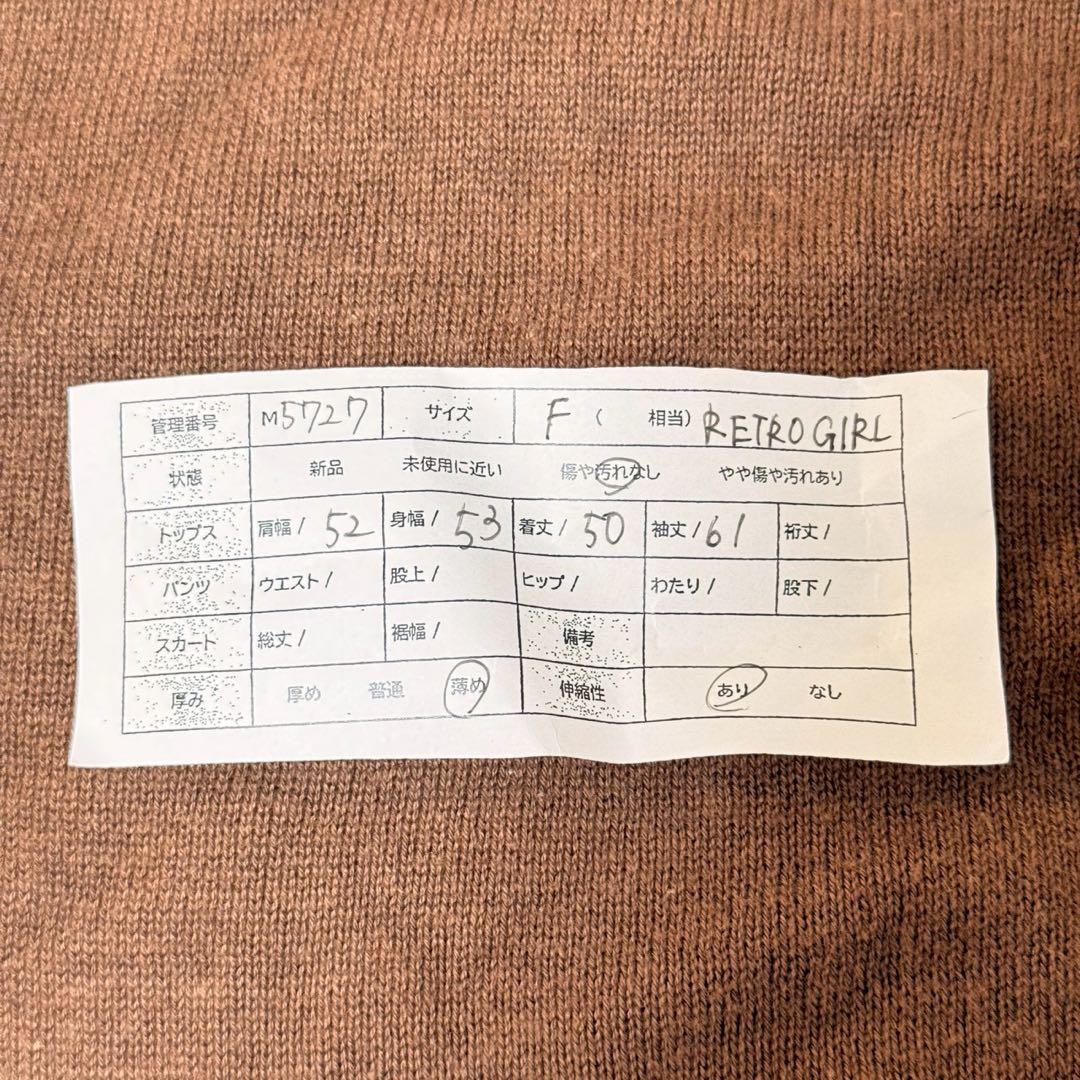 管理番号 M5727 サイズ F ( 相当) RETRO GIRL
状態 新品 未使用に近い 傷や汚れなし やや傷や汚れあり
トップス 肩幅/ 52 身幅/ 53 着丈/ 50 袖丈/ 61 裄丈/
パンツ ウエスト/ 股上/ ヒップ/ わたり/ 股下/
スカート 総丈/ 裾幅/ 備考
厚み 厚め 普通 薄め 伸縮性 あり なし